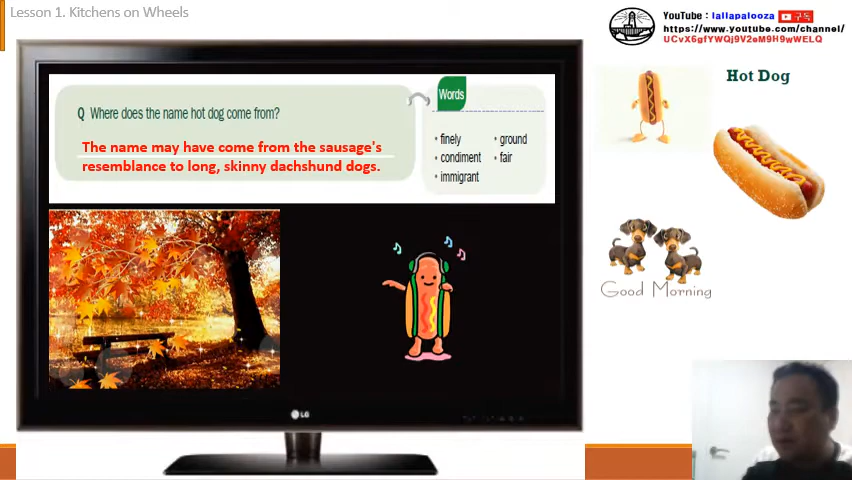 Lesson 1. Kitchens on Wheels
YouTube : lallapalooza 구독
https://www.youtube.com/channel/
UCvX6gfYWQj9V2eM9H9wWELQ
Hot Dog
Q Where does the name hot dog come from?
The name may have come from the sausage's
resemblance to long, skinny dachshund dogs.
Words
• finely
• ground
• condiment
• fair
• immigrant
Good Morning
LG